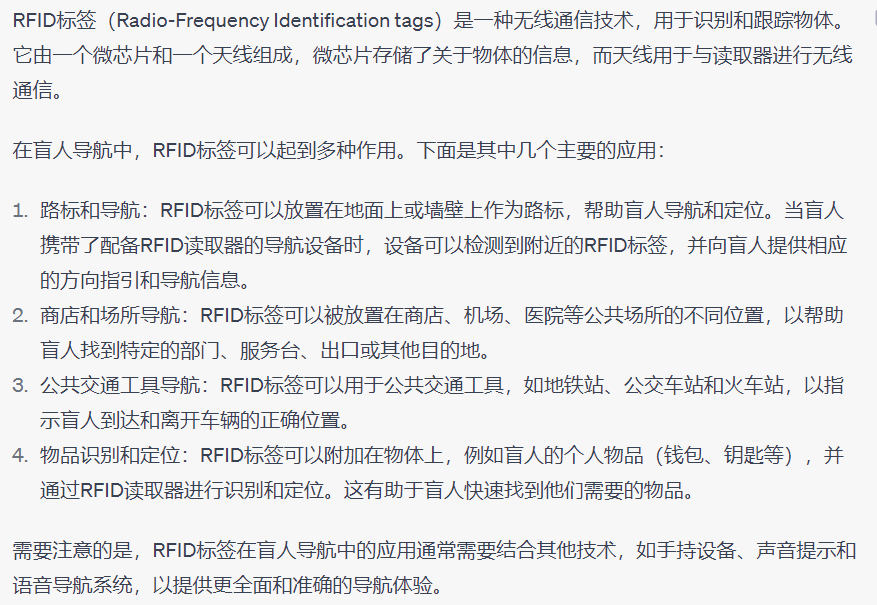 RFID标签（Radio-Frequency Identification tags）是一种无线通信技术，用于识别和跟踪物体。
它由一个微芯片和一个天线组成，微芯片存储了关于物体的信息，而天线用于与读取器进行无线
通信。
在盲人导航中，RFID标签可以起到多种作用。下面是其中几个主要的应用：
1. 路标和导航：RFID标签可以放置在地面上或墙壁上作为路标，帮助盲人导航和定位。当盲人
携带了配备RFID读取器的导航设备时，设备可以检测到附近的RFID标签，并向盲人提供相应
的方向指引和导航信息。
2. 商店和场所导航：RFID标签可以被放置在商店、机场、医院等公共场所的不同位置，以帮助
盲人找到特定的部门、服务台、出口或其他目的地。
3. 公共交通工具导航：RFID标签可以用于公共交通工具，如地铁站、公交车站和火车站，以指
示盲人到达和离开车辆的正确位置。
4. 物品识别和定位：RFID标签可以附加在物体上，例如盲人的个人物品（钱包、钥匙等），并
通过RFID读取器进行识别和定位。这有助于盲人快速找到他们需要的物品。
需要注意的是，RFID标签在盲人导航中的应用通常需要结合其他技术，如手持设备、声音提示和
语音导航系统，以提供更全面和准确的导航体验。